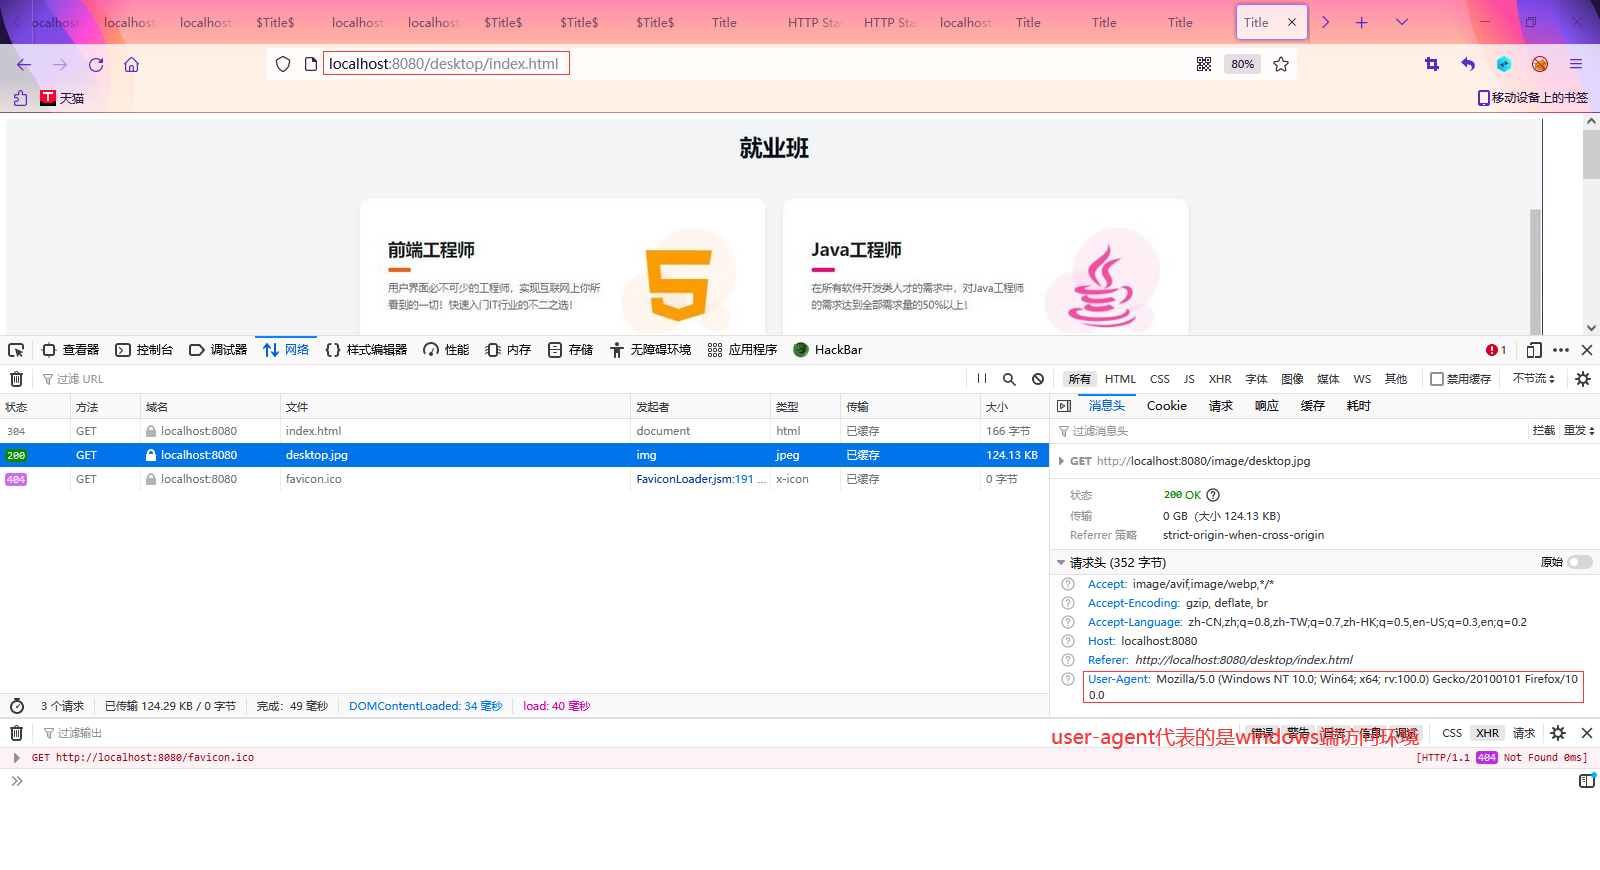 ocalhost localhost: localhost: $Title$ localhost: localhost: $Title$ $Title$ $Title$ Title HTTP Sta HTTP Sta localhost: Title Title Title Title
localhost:8080/desktop/index.html 80%
天猫 移动设备上的书签
就业班
前端工程师
用户界面必不可少的工程师，实现互联网上你所
看到的一切！快速入门IT行业的不二之选！
Java工程师
在所有软件开发类人才的需求中，对Java工程师
的需求达到全部需求量的50%以上！
查看器 控制台 调试器 网络 样式编辑器 性能 内存 存储 无障碍环境 应用程序 HackBar 1
过滤 URL 所有 HTML CSS JS XHR 字体 图像 媒体 WS 其他 禁用缓存 不节流
状态 方法 域名 文件 发起者 类型 传输 大小
304 GET localhost:8080 index.html document html 已缓存 166 字节
200 GET localhost:8080 desktop.jpg img jpeg 已缓存 124.13 KB
404 GET localhost:8080 favicon.ico FaviconLoader.jsm:191 ... x-icon 已缓存 0 字节
消息头 Cookie 请求 响应 缓存 耗时
过滤消息头 拦截 重发
GET http://localhost:8080/image/desktop.jpg
状态 200 OK
传输 0 GB（大小 124.13 KB）
Referrer 策略 strict-origin-when-cross-origin
请求头 (352 字节) 原始
Accept: image/avif,image/webp,*/*
Accept-Encoding: gzip, deflate, br
Accept-Language: zh-CN,zh;q=0.8,zh-TW;q=0.7,zh-HK;q=0.5,en-US;q=0.3,en;q=0.2
Host: localhost:8080
Referer: http://localhost:8080/desktop/index.html
User-Agent: Mozilla/5.0 (Windows NT 10.0; Win64; x64; rv:100.0) Gecko/20100101 Firefox/10
0.0
3 个请求 已传输 124.29 KB / 0 字节 完成：49 毫秒 DOMContentLoaded: 34 毫秒 load: 40 毫秒
过滤输出 错误 警告 日志 信息 调试 CSS XHR 请求
user-agent代表的是windows端访问环境
GET http://localhost:8080/favicon.ico [HTTP/1.1 404 Not Found 0ms]